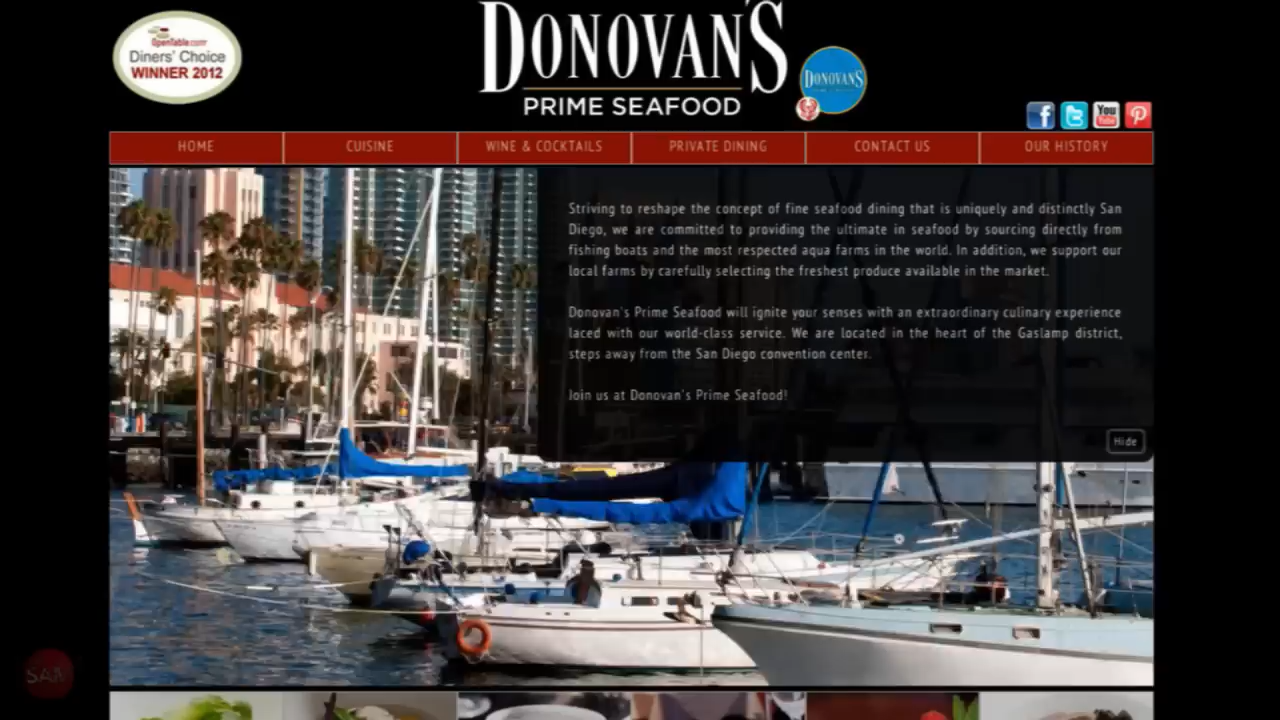 OpenTable.com
Diners' Choice
WINNER 2012
DONOVAN'S
PRIME SEAFOOD
DONOVAN'S
HOME
CUISINE
WINE & COCKTAILS
PRIVATE DINING
CONTACT US
OUR HISTORY
Striving to reshape the concept of fine seafood dining that is uniquely and distinctly San
Diego, we are committed to providing the ultimate in seafood by sourcing directly from
fishing boats and the most respected aqua farms in the world. In addition, we support our
local farms by carefully selecting the freshest produce available in the market.
Donovan's Prime Seafood will ignite your senses with an extraordinary culinary experience
laced with our world-class service. We are located in the heart of the Gaslamp district,
steps away from the San Diego convention center.
Join us at Donovan's Prime Seafood!
Hide